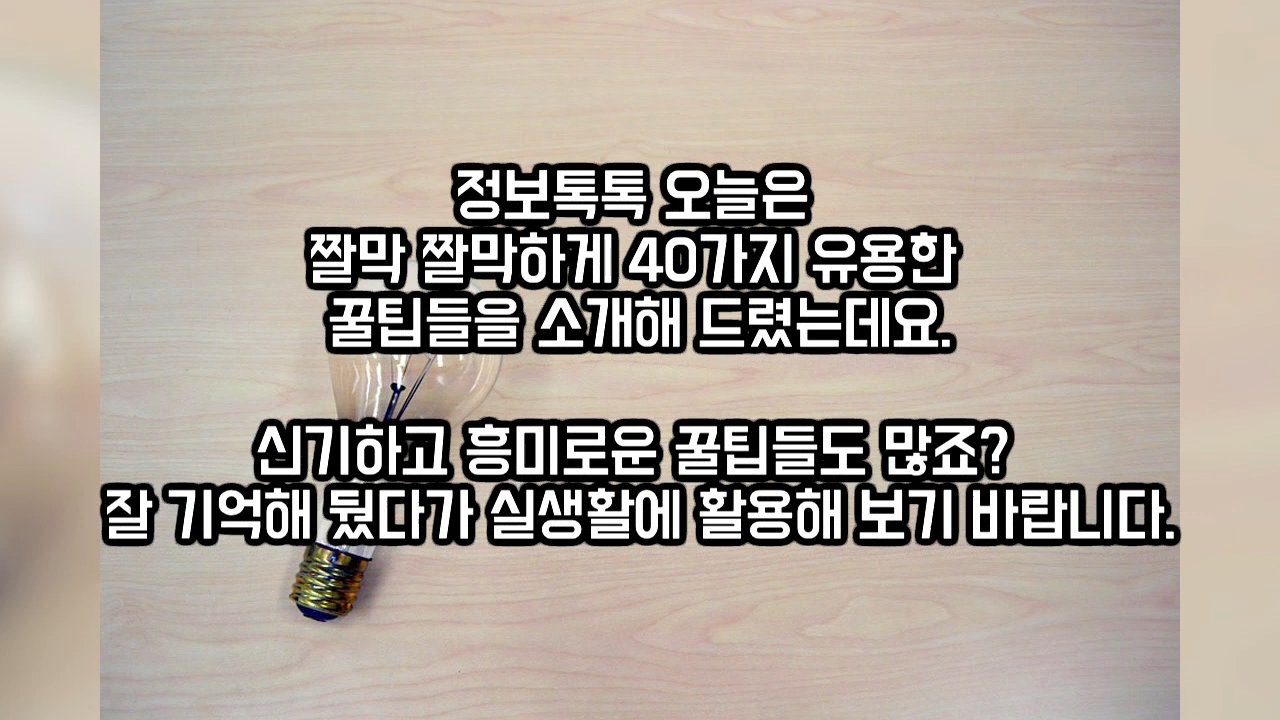 정보톡톡 오늘은
짤막 짤막하게 40가지 유용한
꿀팁들을 소개해 드렸는데요.
신기하고 흥미로운 꿀팁들도 많죠?
잘 기억해 뒀다가 실생활에 활용해 보기 바랍니다.